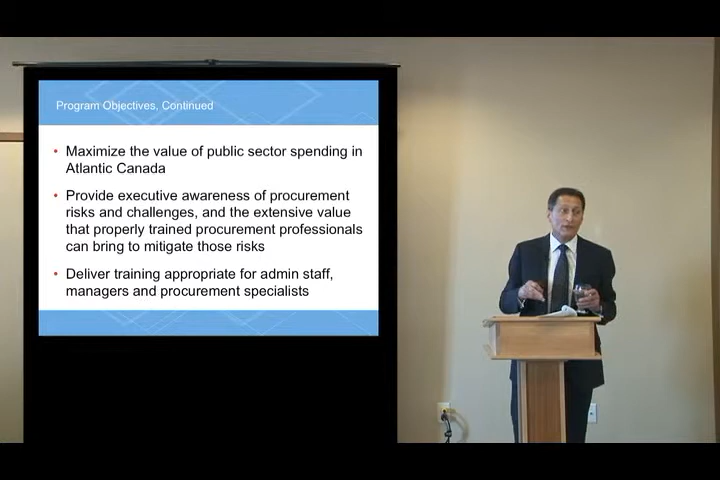 Program Objectives, Continued
• Maximize the value of public sector spending in
Atlantic Canada
• Provide executive awareness of procurement
risks and challenges, and the extensive value
that properly trained procurement professionals
can bring to mitigate those risks
• Deliver training appropriate for admin staff,
managers and procurement specialists